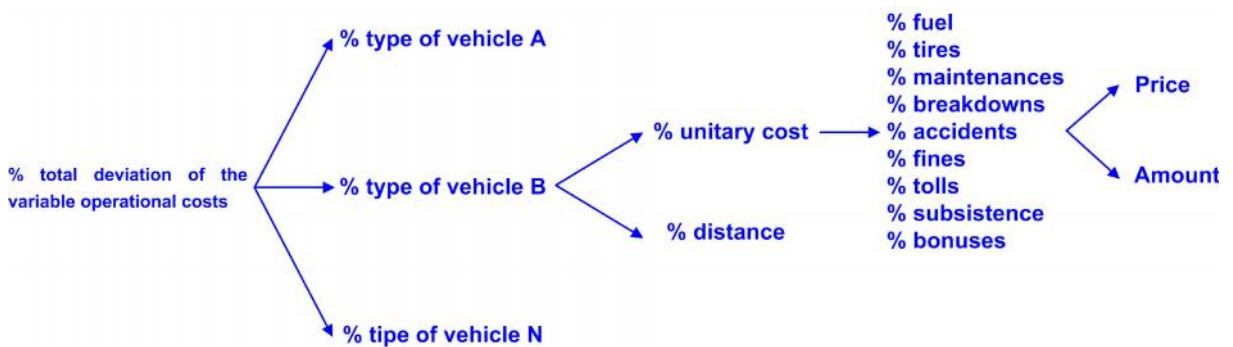 % total deviation of the
variable operational costs
% type of vehicle A
% type of vehicle B
% tipe of vehicle N
% unitary cost
% distance
% fuel
% tires
% maintenances
% breakdowns
% accidents
% fines
% tolls
% subsistence
% bonuses
Price
Amount